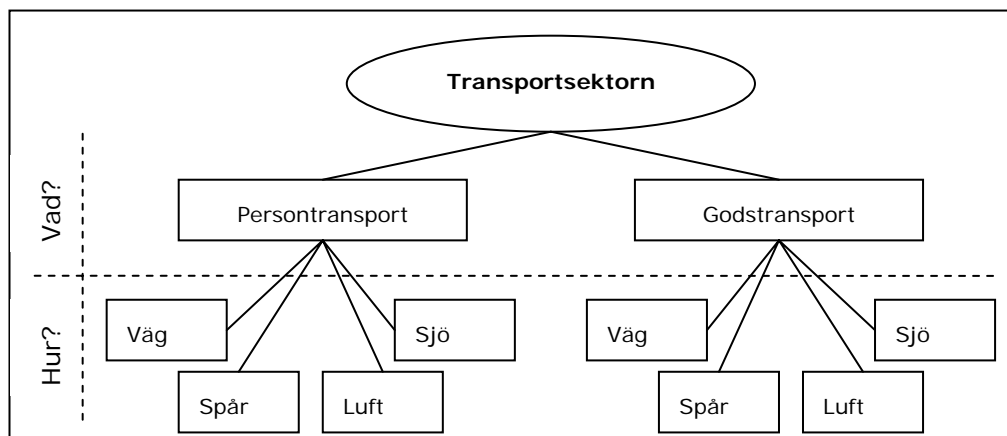 Transportsektorn
Vad?
Persontransport
Godstransport
Hur?
Väg
Sjö
Väg
Sjö
Spår
Luft
Spår
Luft